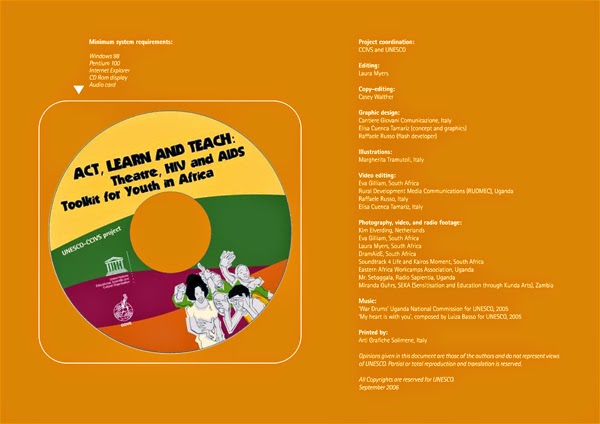 Minimum system requirements:
Windows 98
Pentium 100
Internet Explorer
CD Rom display
Audio card
ACT, LEARN AND TEACH:
Theatre, HIV and AIDS
Toolkit for Youth in Africa
UNESCO-CCIVS project
Project coordination:
CCIVS and UNESCO
Editing:
Laura Myers
Copy-editing:
Casey Walther
Graphic design:
Carriere Giovani Comunicazione, Italy
Elisa Cuenca Tamariz (concept and graphics)
Raffaele Russo (flash developer)
Illustrations:
Margherita Tramutoli, Italy
Video editing:
Eva Gilliam, South Africa
Rural Development Media Communications (RUDMEC), Uganda
Raffaele Russo, Italy
Elisa Cuenca Tamariz, Italy
Photography, video, and radio footage:
Kim Elverding, Netherlands
Eva Gilliam, South Africa
Laura Myers, South Africa
DramAidE, South Africa
Soundtrack 4 Life and Kairos Moment, South Africa
Eastern Africa Workcamps Association, Uganda
Mr. Sebaggala, Radio Sapientia, Uganda
Miranda Guhrs, SEKA (Sensitisation and Education through Kunda Arts), Zambia
Music:
'War Drums' Uganda National Commission for UNESCO, 2005
'My heart is with you', composed by Luiza Basso for UNESCO, 2005
Printed by:
Arti Grafiche Salimene, Italy
Opinions given in this document are those of the authors and do not represent views
of UNESCO. Partial or total reproduction and translation is reserved.
All Copyrights are reserved for UNESCO.
September 2006